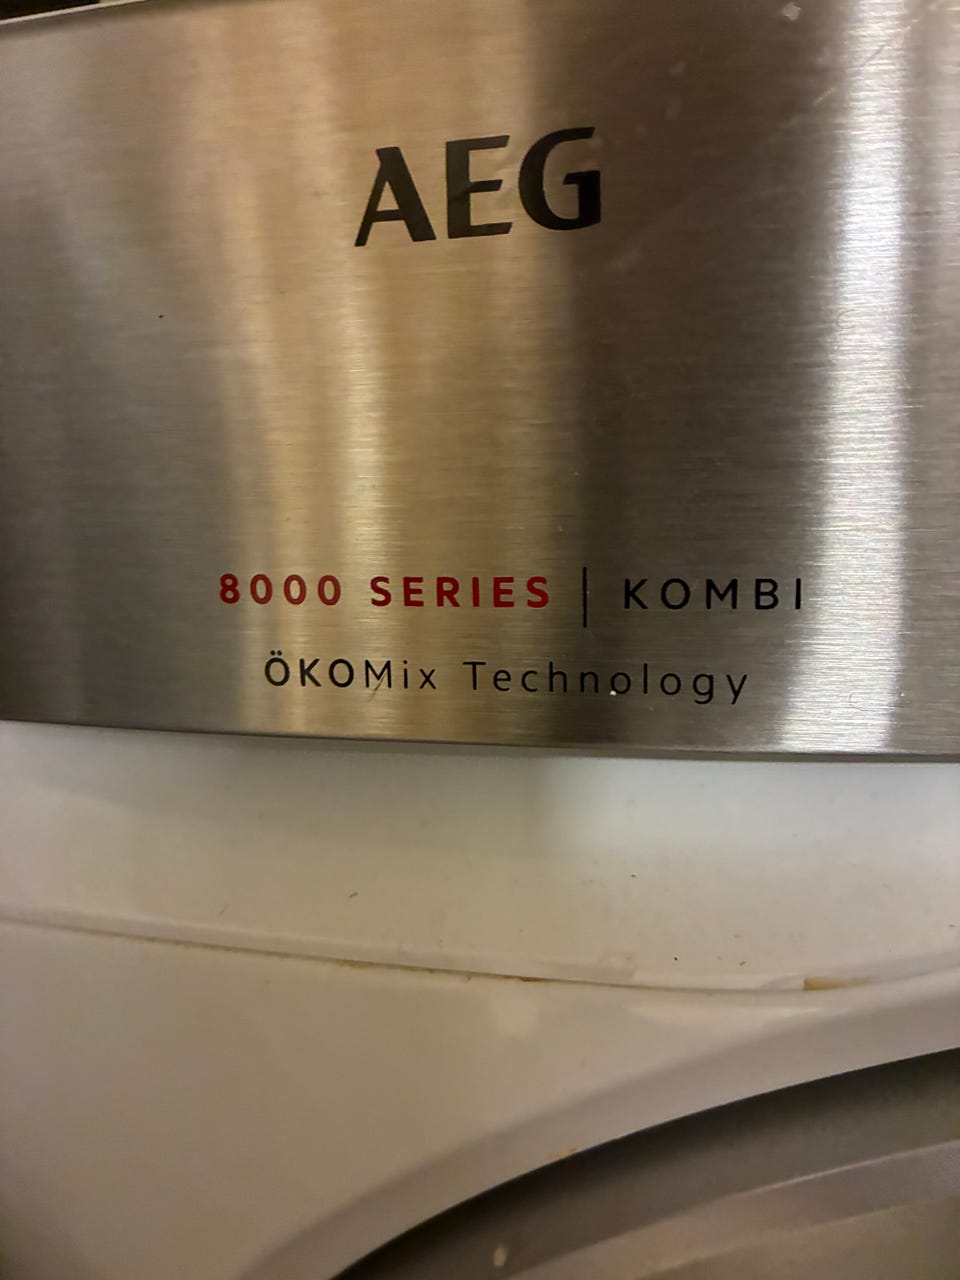 AEG
8000 SERIES | KOMBI
ÖKOMix Technology